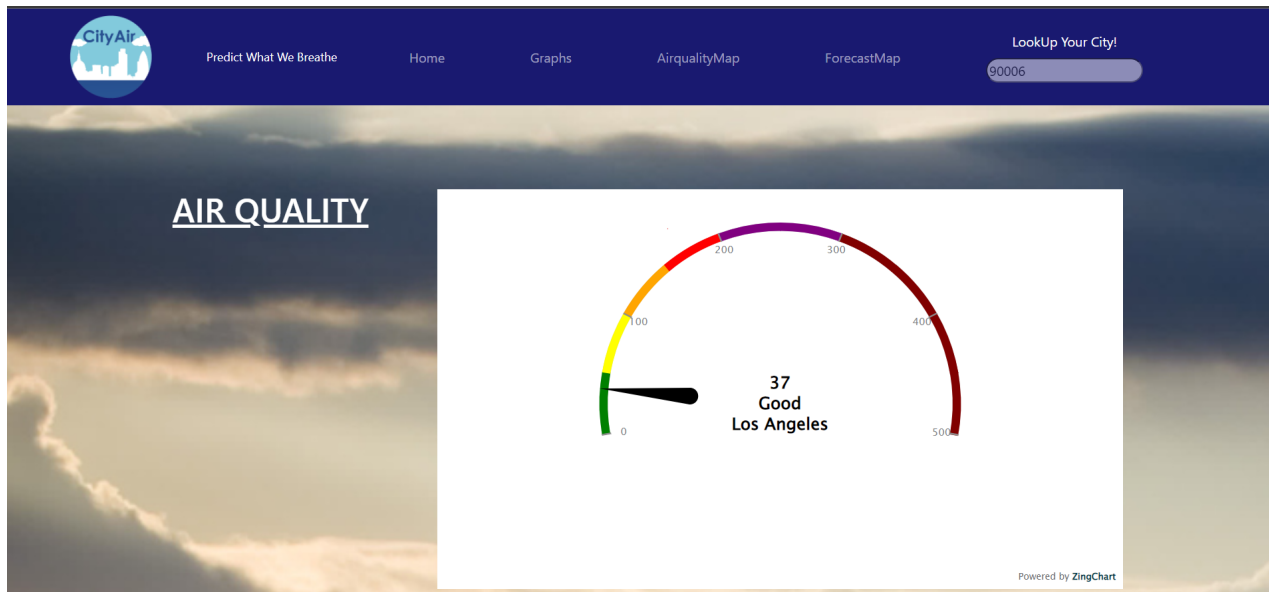 CityAir
Predict What We Breathe
Home
Graphs
AirqualityMap
ForecastMap
LookUp Your City!
90006
AIR QUALITY
200
300
100
400
37
Good
Los Angeles
0
500
Powered by ZingChart